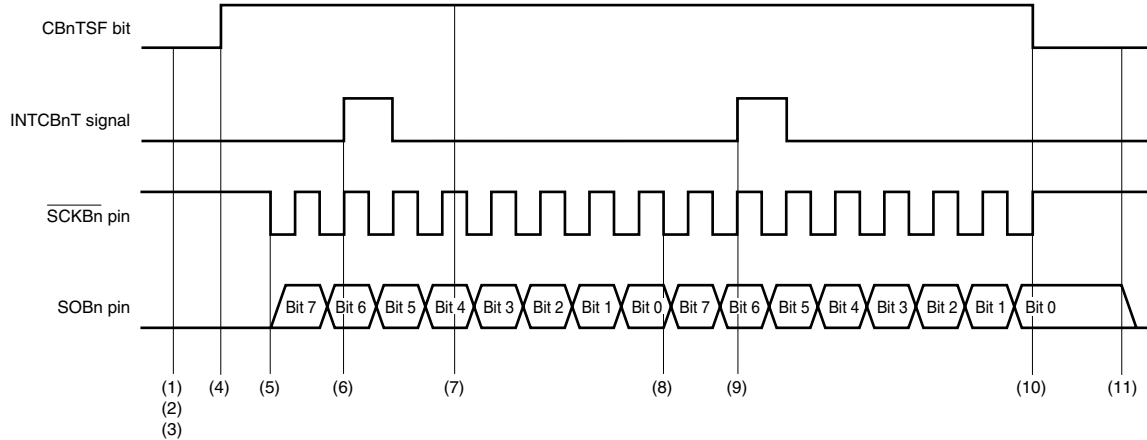 CBnTSF bit
INTCBnT signal
SCKBn pin
SOBn pin
Bit 7 Bit 6 Bit 5 Bit 4 Bit 3 Bit 2 Bit 1 Bit 0 Bit 7 Bit 6 Bit 5 Bit 4 Bit 3 Bit 2 Bit 1 Bit 0
(1) (4) (5) (6) (7) (8) (9) (10) (11)
(2)
(3)